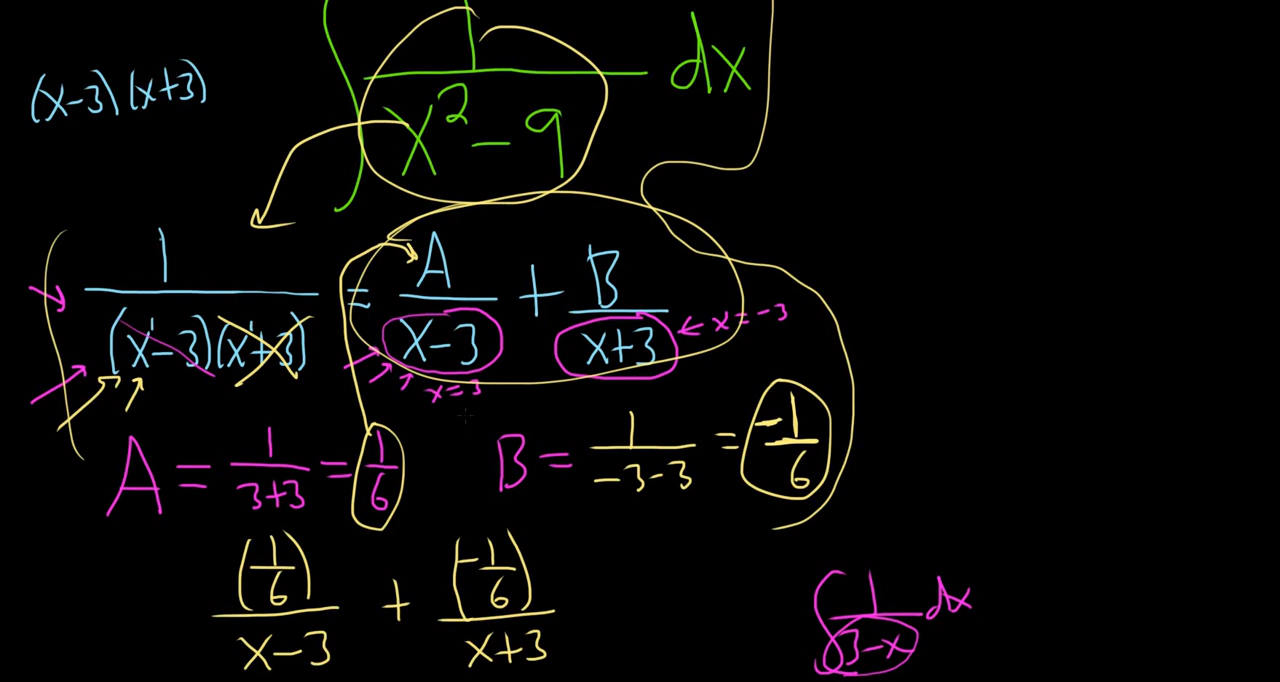 ∫ 1/(x² - 9) dx
(x-3)(x+3)
1/((x-3)(x+3)) = A/(x-3) + B/(x+3) ← x = -3
x = 3
A = 1/(3+3) = 1/6
B = 1/(-3-3) = -1/6
(1/6)/(x-3) + (-1/6)/(x+3)
∫ 1/(3-x) dx